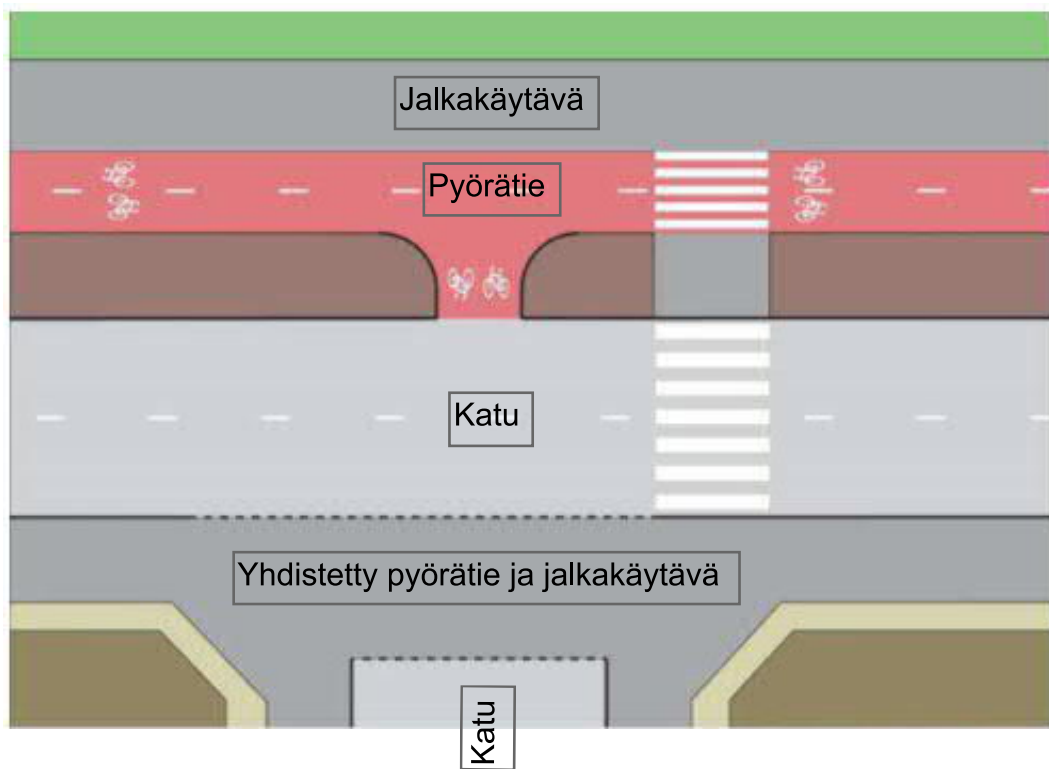 Jalkakäytävä
Pyörätie
Katu
Yhdistetty pyörätie ja jalkakäytävä
Katu